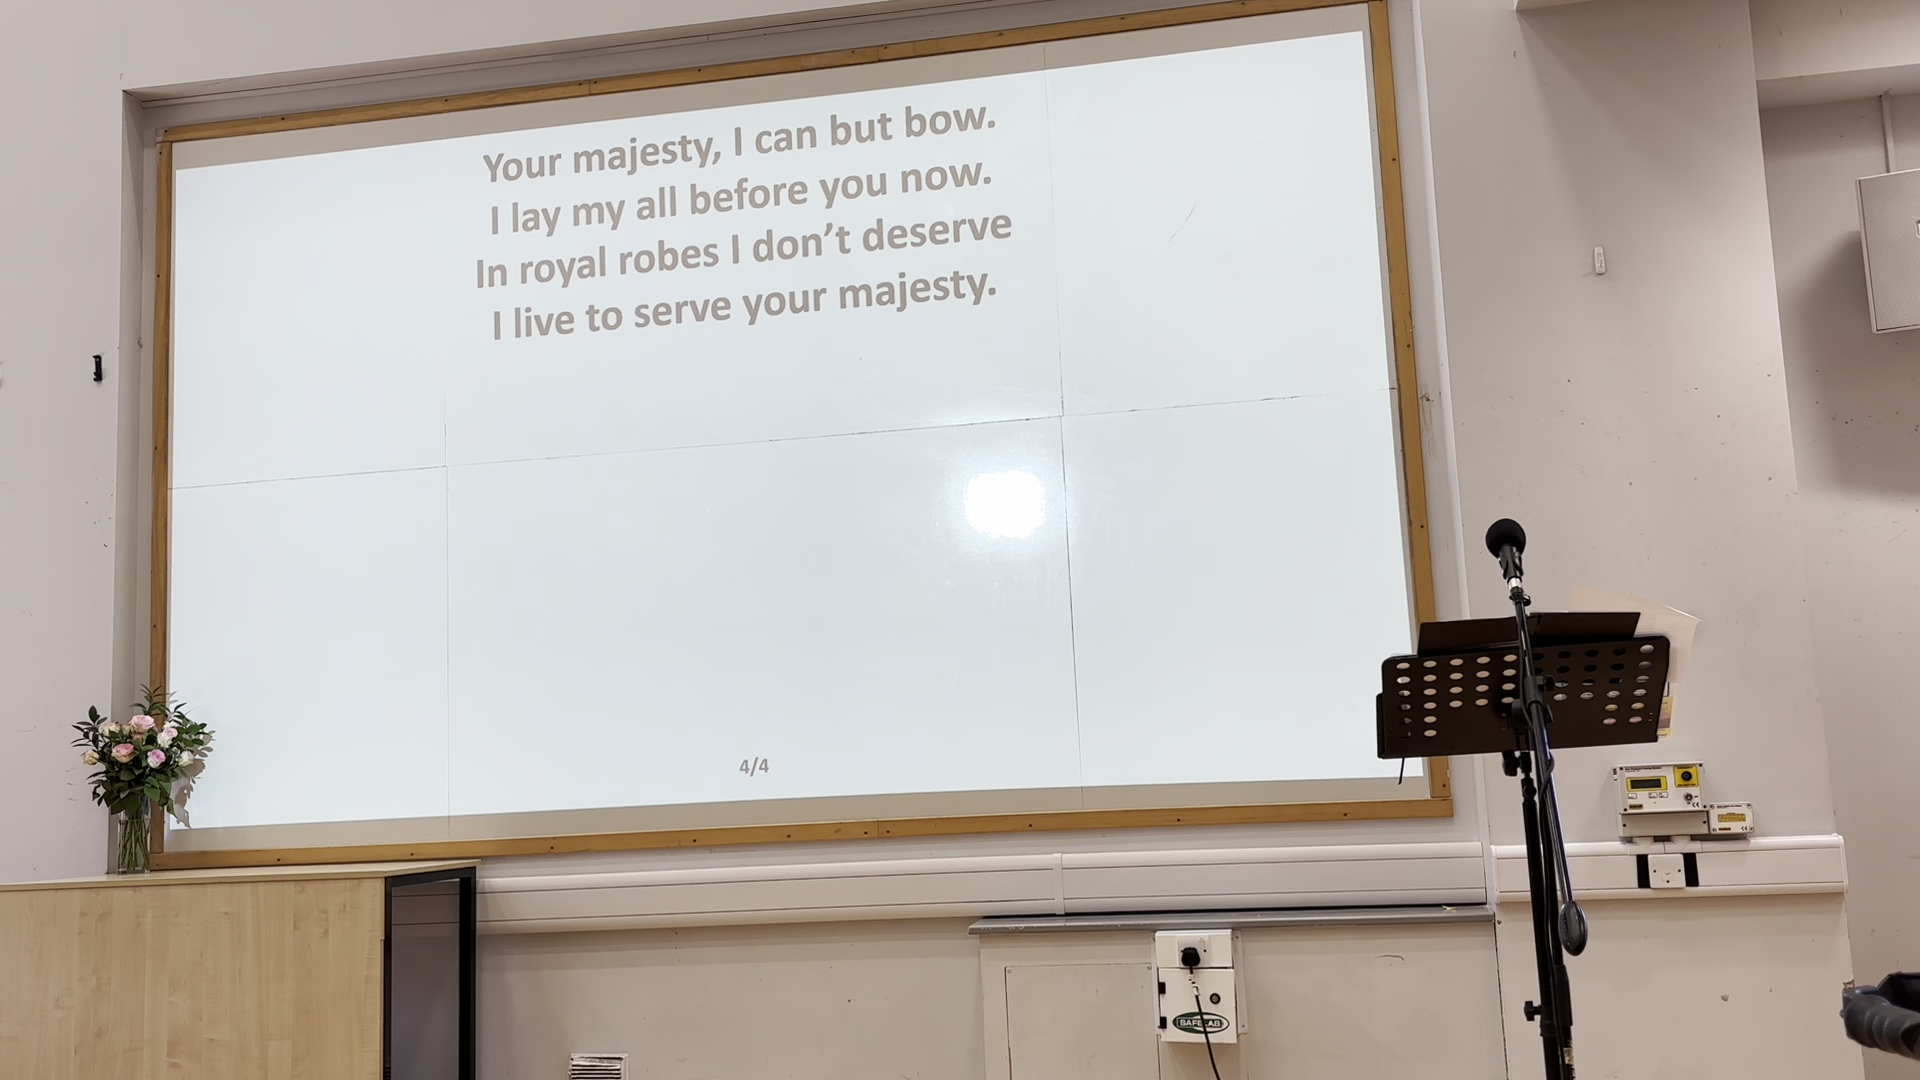 Your majesty, I can but bow.
I lay my all before you now.
In royal robes I don't deserve
I live to serve your majesty.
4/4
SAFELAB